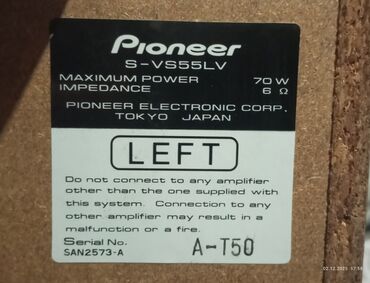 Pioneer
S-VS55LV
MAXIMUM POWER 70 W
IMPEDANCE 6 Ω
PIONEER ELECTRONIC CORP.
TOKYO JAPAN
LEFT
Do not connect to any amplifier
other than the one supplied with
this system. Connection to any
other amplifier may result in a
malfunction or a fire.
Serial No.
SAN2573-A
A-T50